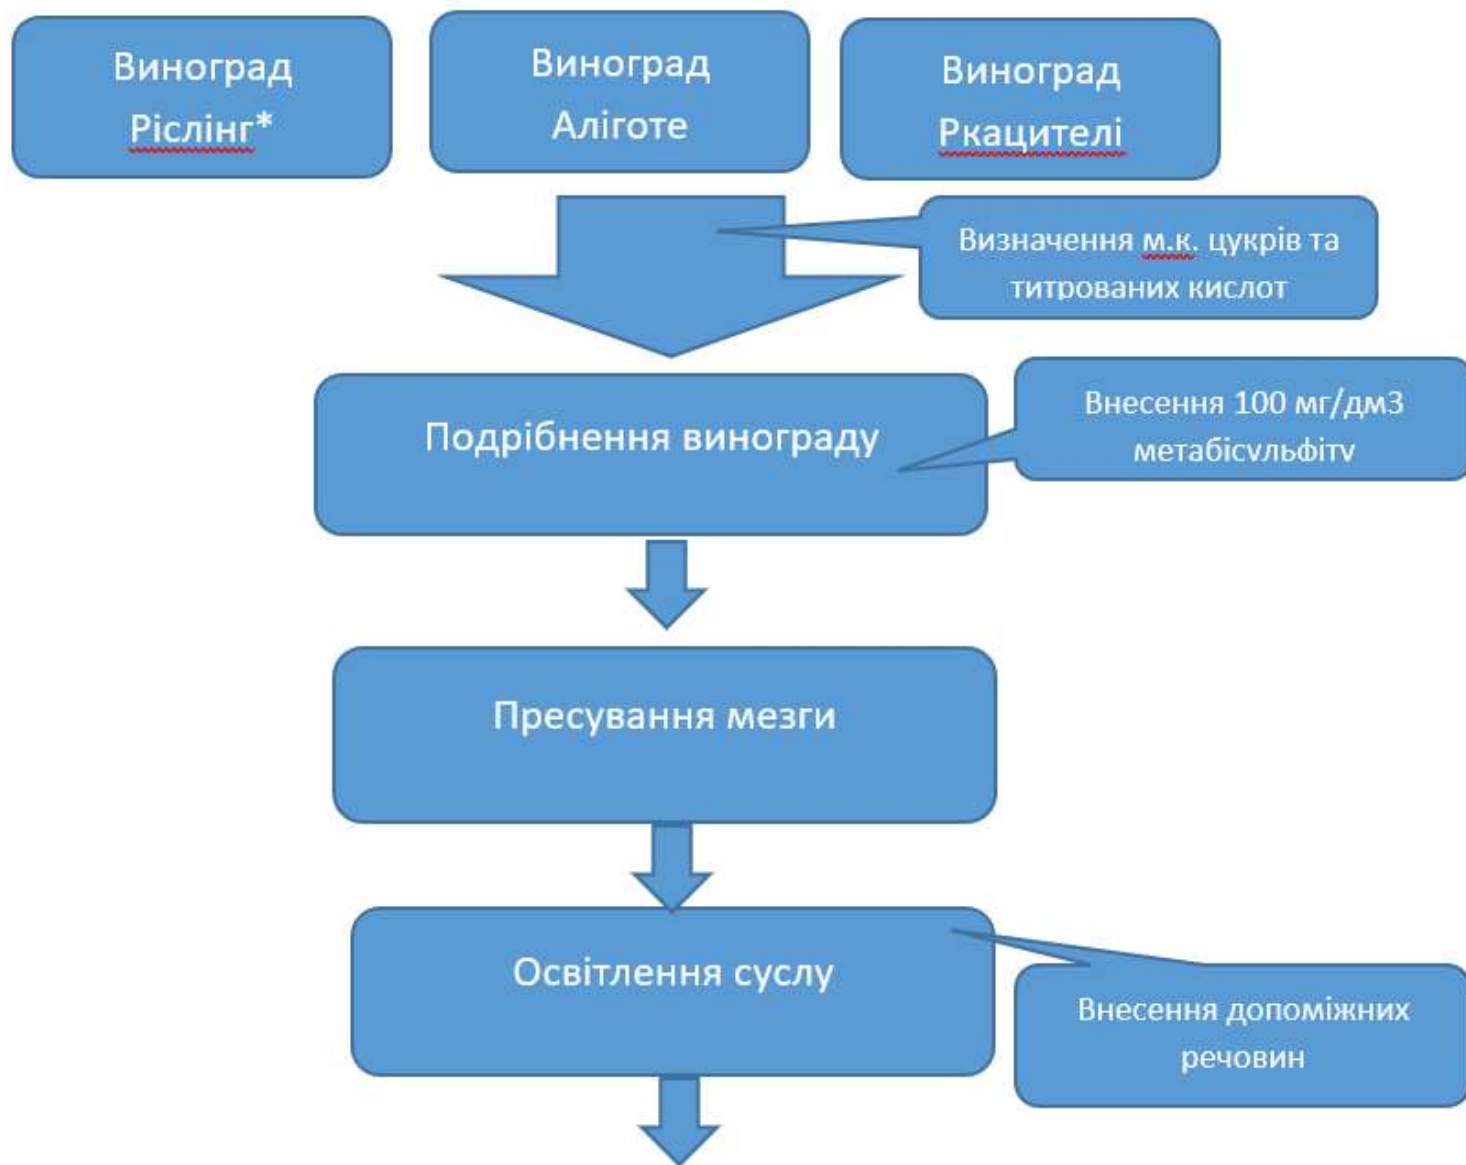 Виноград
Ріслінг*
Виноград
Аліготе
Виноград
Ркацителі
Визначення м.к. цукрів та
титрованих кислот
Подрібнення винограду
Внесення 100 мг/дм3
метабісульфіту
Пресування мезги
Освітлення суслу
Внесення допоміжних
речовин